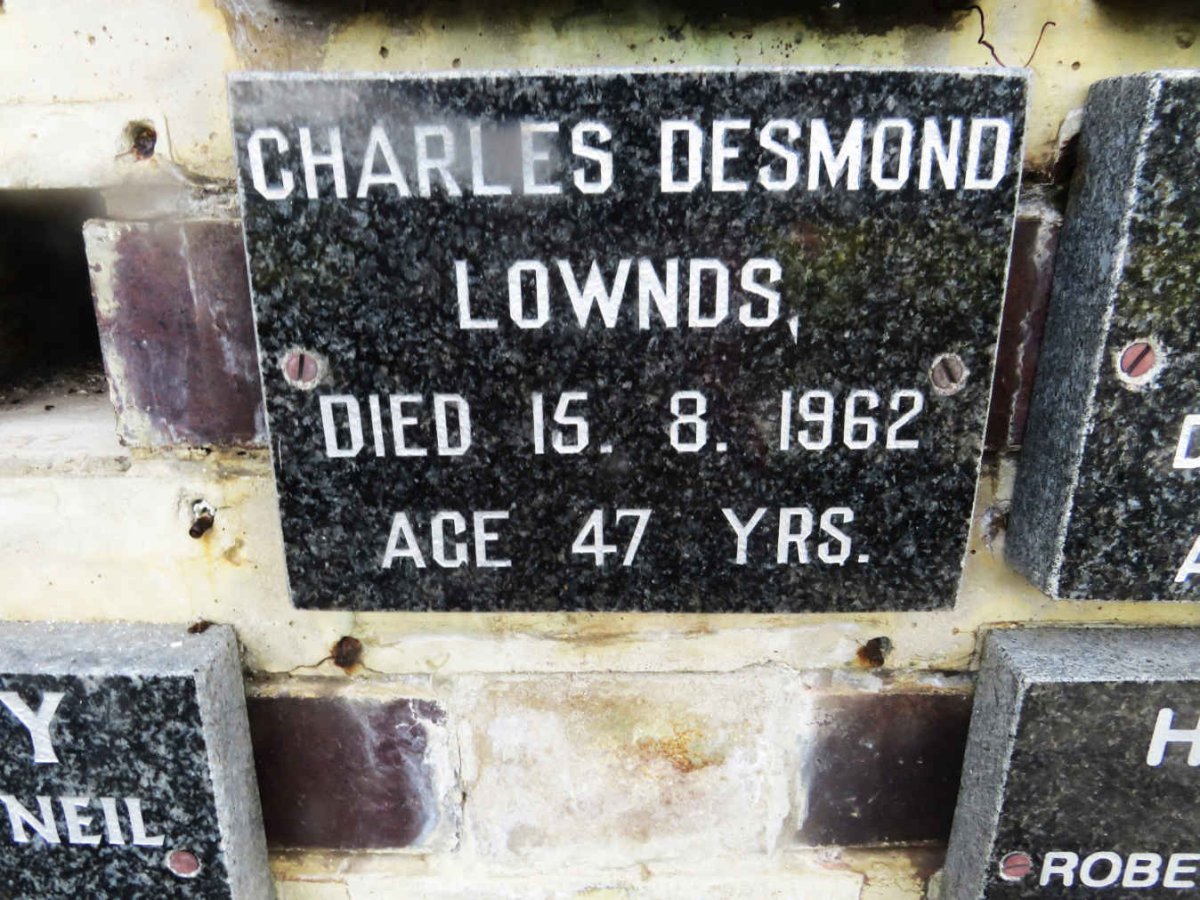 CHARLES DESMOND
LOWNDS,
DIED 15. 8. 1962
AGE 47 YRS.
Y
NEIL
H
ROBE